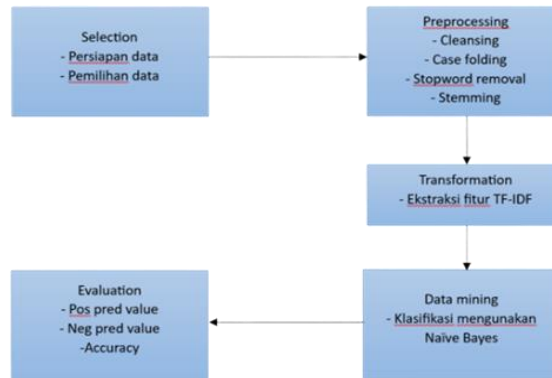 Selection
- Persiapan data
- Pemilihan data
Preprocessing
- Cleansing
- Case folding
- Stopword removal
- Stemming
Transformation
- Ekstraksi fitur TF-IDF
Data mining
- Klasifikasi mengunakan
Naïve Bayes
Evaluation
- Pos pred value
- Neg pred value
-Accuracy